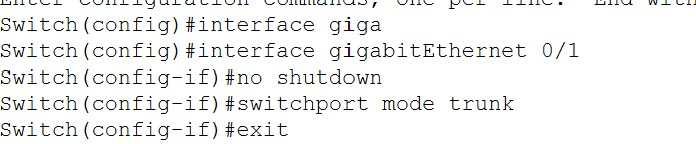 Enter configuration commands, one per line. End with
Switch(config)#interface giga
Switch(config)#interface gigabitEthernet 0/1
Switch(config-if)#no shutdown
Switch(config-if)#switchport mode trunk
Switch(config-if)#exit